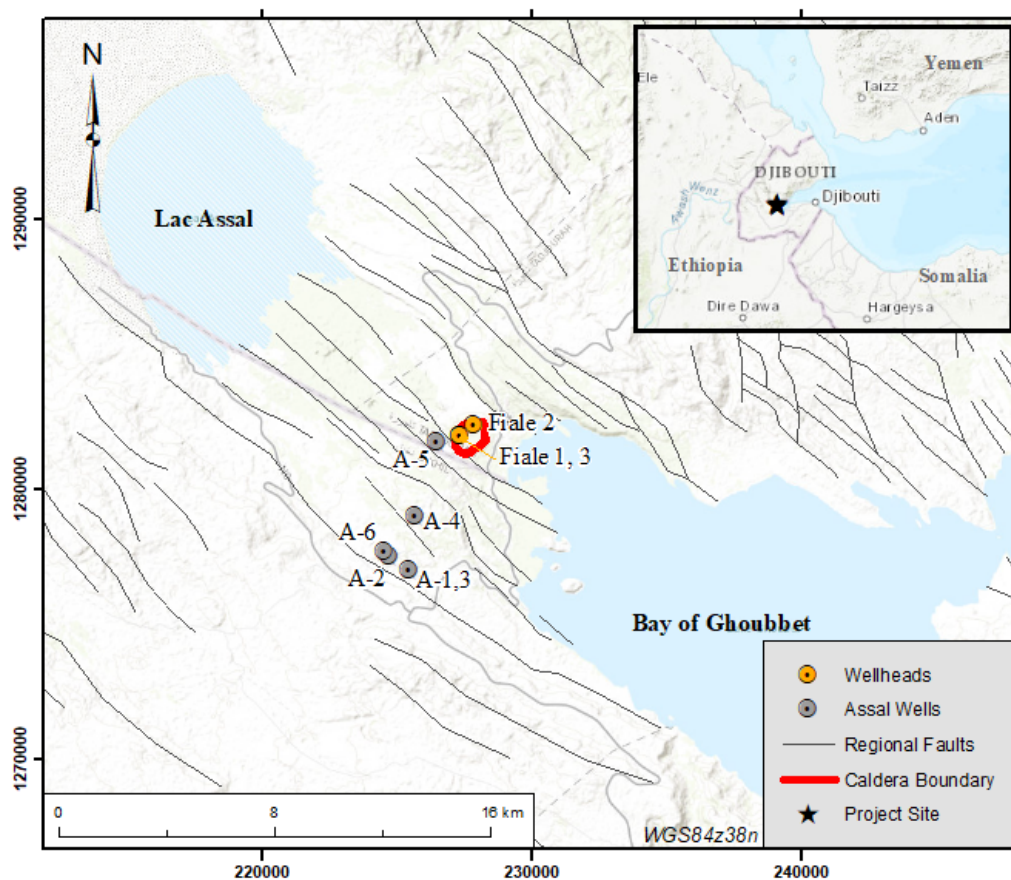 N
Lac Assal
Ele
Yemen
Taizz
Aden
DJIBOUTI
Djibouti
Awash Wenz
Ethiopia
Somalia
Dire Dawa
Hargeysa
Fiale 2
Fiale 1, 3
A-5
A-4
A-6
A-2
A-1,3
Bay of Ghoubbet
Wellheads
Assal Wells
Regional Faults
Caldera Boundary
Project Site
0
8
16 km
WGS84z38n
1290000
1280000
1270000
220000
230000
240000